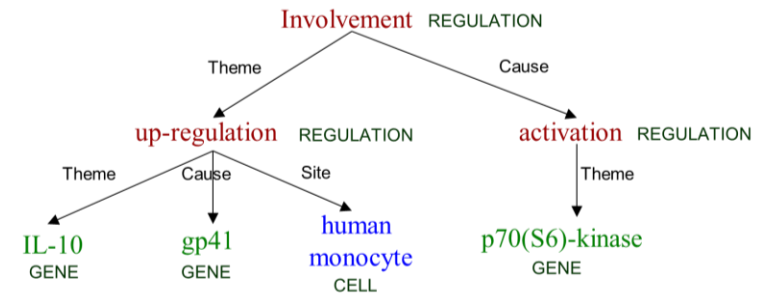 Involvement REGULATION
Theme Cause
up-regulation REGULATION activation REGULATION
Theme Cause Site Theme
IL-10 gp41 human p70(S6)-kinase
monocyte
GENE GENE CELL GENE